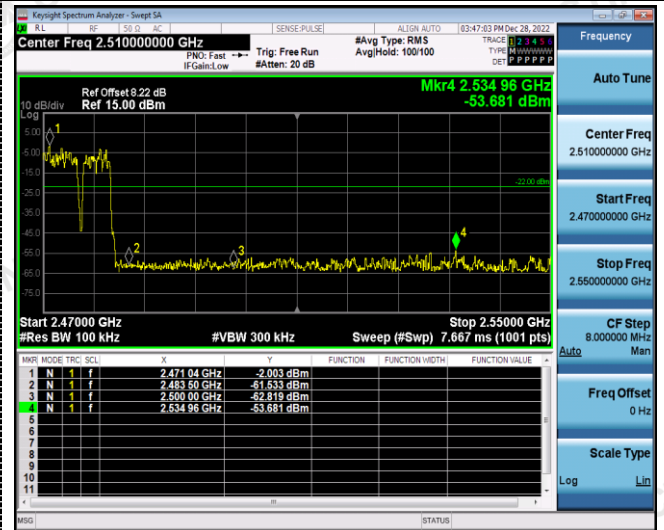 Keysight Spectrum Analyzer - Swept SA
RL RF 50 Ω AC SENSE:PULSE ALIGN AUTO 03:47:03 PM Dec 28, 2022
Center Freq 2.510000000 GHz #Avg Type: RMS TRACE 1 2 3 4 5 6
PNO: Fast Trig: Free Run Avg|Hold: 100/100 TYPE M WWWWW
IFGain:Low #Atten: 20 dB DET P P P P P P
Mkr4 2.534 96 GHz
Ref Offset 8.22 dB
10 dB/div Ref 15.00 dBm -53.681 dBm
Log
5.00
-5.00
-15.0
-22.00 dBm
-25.0
-35.0
-45.0
-55.0
-65.0
-75.0
1
2
3
4
Start 2.47000 GHz Stop 2.55000 GHz
#Res BW 100 kHz #VBW 300 kHz Sweep (#Swp) 7.667 ms (1001 pts)
MKR MODE TRC SCL X Y FUNCTION FUNCTION WIDTH FUNCTION VALUE
1 N 1 f 2.471 04 GHz -2.003 dBm
2 N 1 f 2.483 50 GHz -61.533 dBm
3 N 1 f 2.500 00 GHz -62.819 dBm
4 N 1 f 2.534 96 GHz -53.681 dBm
5
6
7
8
9
10
11
MSG STATUS
Frequency
Auto Tune
Center Freq
2.510000000 GHz
Start Freq
2.470000000 GHz
Stop Freq
2.550000000 GHz
CF Step
8.000000 MHz
Auto Man
Freq Offset
0 Hz
Scale Type
Log Lin